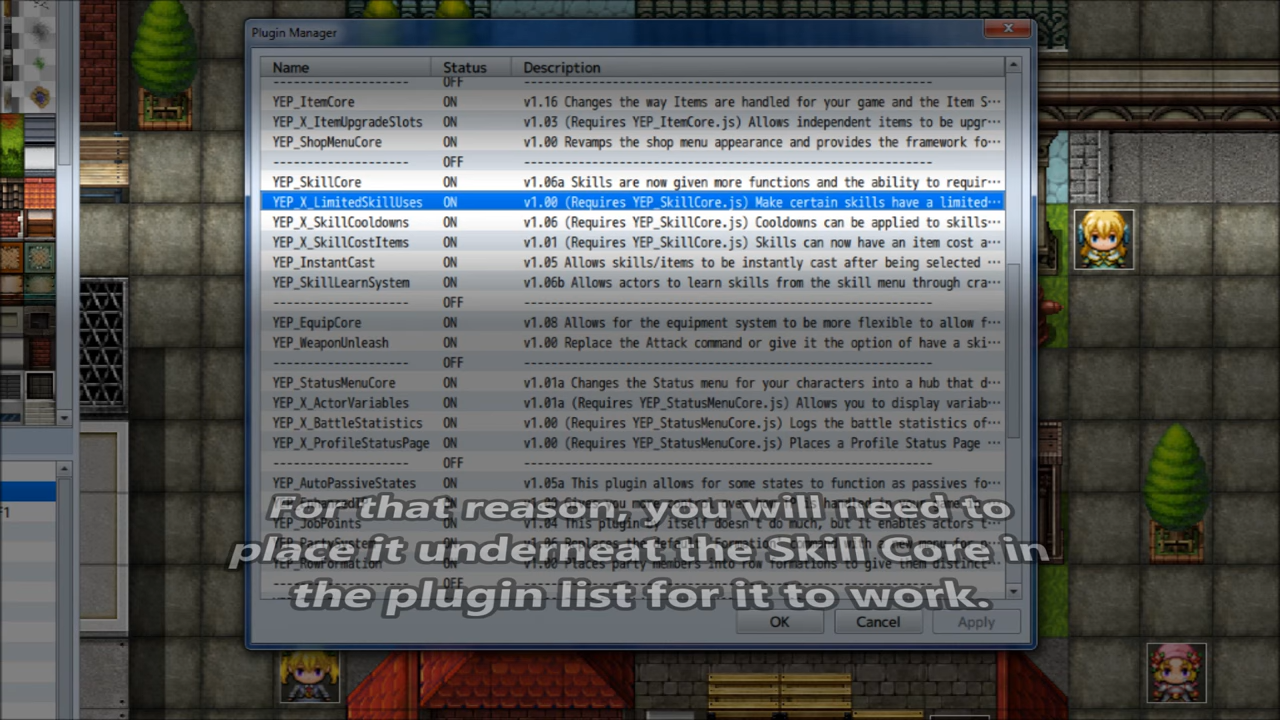 Plugin Manager
Name Status Description
-------------------- OFF ------------------------------------------------------------
YEP_ItemCore ON v1.16 Changes the way Items are handled for your game and the Item S…
YEP_X_ItemUpgradeSlots ON v1.03 (Requires YEP_ItemCore.js) Allows independent items to be upgr…
YEP_ShopMenuCore ON v1.00 Revamps the shop menu appearance and provides the framework fo…
-------------------- OFF ------------------------------------------------------------
YEP_SkillCore ON v1.06a Skills are now given more functions and the ability to requir…
YEP_X_LimitedSkillUses ON v1.00 (Requires YEP_SkillCore.js) Make certain skills have a limited…
YEP_X_SkillCooldowns ON v1.06 (Requires YEP_SkillCore.js) Cooldowns can be applied to skills…
YEP_X_SkillCostItems ON v1.01 (Requires YEP_SkillCore.js) Skills can now have an item cost a…
YEP_InstantCast ON v1.05 Allows skills/items to be instantly cast after being selected …
YEP_SkillLearnSystem ON v1.06b Allows actors to learn skills from the skill menu through cra…
-------------------- OFF ------------------------------------------------------------
YEP_EquipCore ON v1.08 Allows for the equipment system to be more flexible to allow f…
YEP_WeaponUnleash ON v1.00 Replace the Attack command or give it the option of have a ski…
-------------------- OFF ------------------------------------------------------------
YEP_StatusMenuCore ON v1.01a Changes the Status menu for your characters into a hub that d…
YEP_X_ActorVariables ON v1.01a (Requires YEP_StatusMenuCore.js) Allows you to display variab…
YEP_X_BattleStatistics ON v1.00 (Requires YEP_StatusMenuCore.js) Logs the battle statistics of…
YEP_X_ProfileStatusPage ON v1.00 (Requires YEP_StatusMenuCore.js) Places a Profile Status Page …
-------------------- OFF ------------------------------------------------------------
YEP_AutoPassiveStates ON v1.05a This plugin allows for some states to function as passives fo…
For that reason, you will need to
YEP_JobPoints v1.04 This plugin by itself doesn't do much, but it enables actors t…
place it underneat the Skill Core in
YEP_RowFormation ON v1.00 Places party members into row formations to give them distinct…
OFF
the plugin list for it to work.
OK Cancel Apply